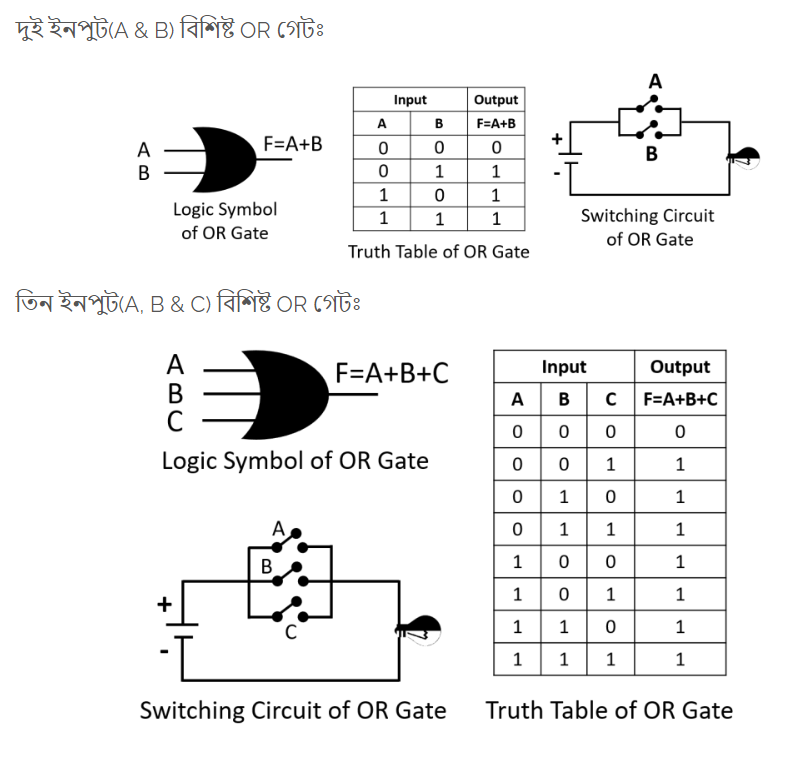 দুই ইনপুট(A & B) বিশিষ্ট OR গেটঃ
A
B
F=A+B
Logic Symbol
of OR Gate
Input Output
A B F=A+B
0 0 0
0 1 1
1 0 1
1 1 1
Truth Table of OR Gate
A
B
+
-
Switching Circuit
of OR Gate
তিন ইনপুট(A, B & C) বিশিষ্ট OR গেটঃ
A
B
C
F=A+B+C
Logic Symbol of OR Gate
A
B
C
+
-
Switching Circuit of OR Gate
Input Output
A B C F=A+B+C
0 0 0 0
0 0 1 1
0 1 0 1
0 1 1 1
1 0 0 1
1 0 1 1
1 1 0 1
1 1 1 1
Truth Table of OR Gate